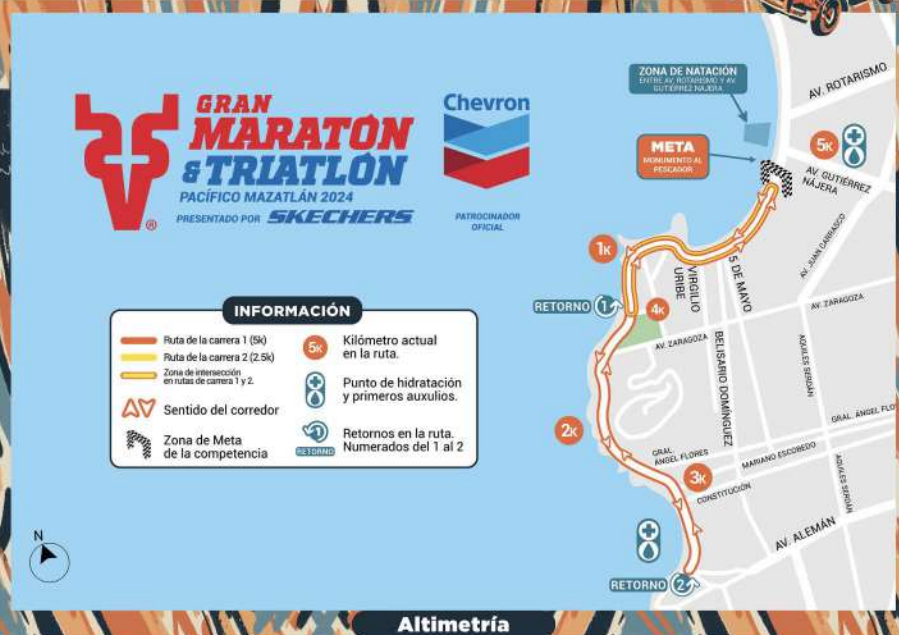 GRAN
MARATÓN
& TRIATLÓN
PACÍFICO MAZATLÁN 2024
PRESENTADO POR SKECHERS
®
Chevron
PATROCINADOR
OFICIAL
ZONA DE NATACIÓN
ENTRE AV. ROTARISMO Y AV.
GUTIÉRREZ NAJERA
META
MONUMENTO AL
PESCADOR
AV. ROTARISMO
5K
AV. GUTIÉRREZ
NÁJERA
AV. JUAN CARRASCO
1K
VIRGILIO
URIBE
5 DE MAYO
RETORNO 1
4K
AV. ZARAGOZA
AV. ZARAGOZA
BELISARIO DOMÍNGUEZ
AQUILES SERDÁN
2K
GRAL. ÁNGEL FLO
GRAL.
ÁNGEL FLORES
MARIANO ESCOBEDO
3K
CONSTITUCIÓN
AQUILES SERDÁN
AV. ALEMÁN
RETORNO 2
INFORMACIÓN
Ruta de la carrera 1 (5k)
Ruta de la carrera 2 (2.5k)
Zona de intersección
en rutas de carrera 1 y 2.
Sentido del corredor
Zona de Meta
de la competencia
5K
Kilómetro actual
en la ruta.
Punto de hidratación
y primeros auxulios.
1
RETORNO
Retornos en la ruta.
Numerados del 1 al 2
N
Altimetría